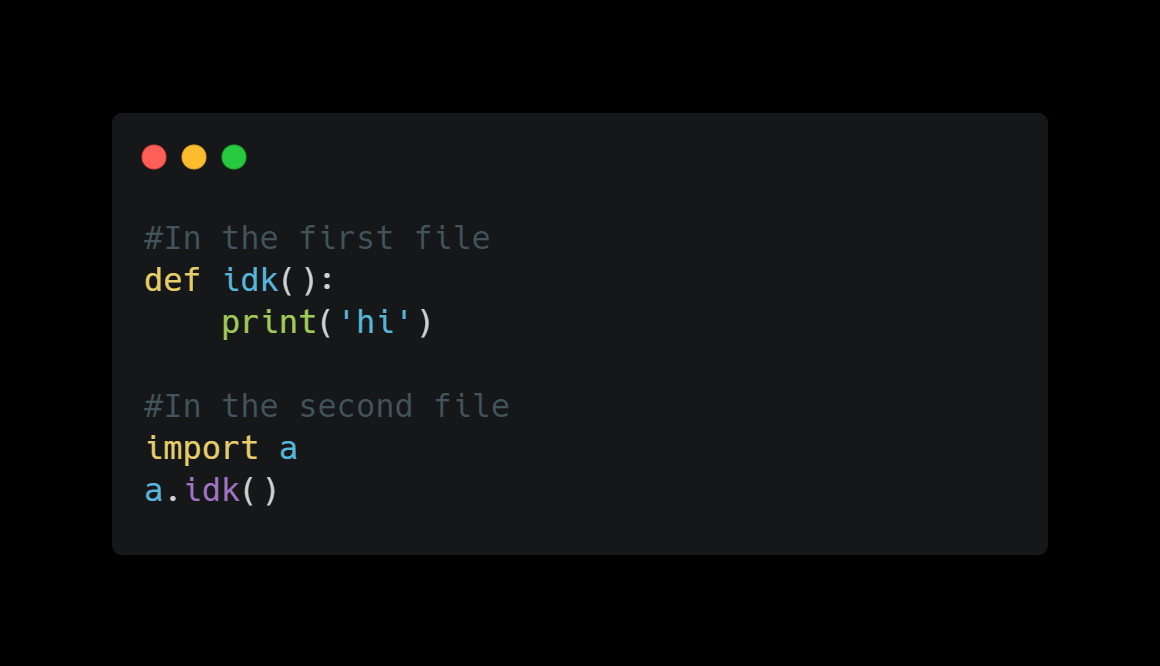 #In the first file
def idk():
    print('hi')

#In the second file
import a
a.idk()